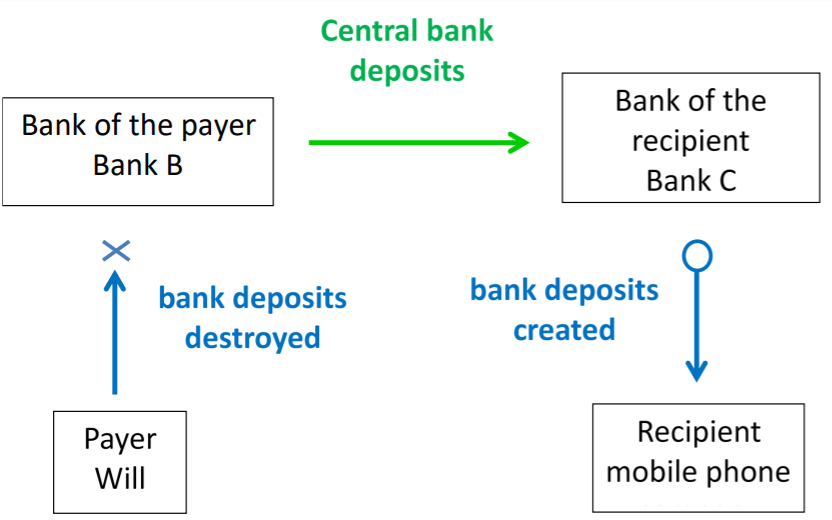 Central bank
deposits
Bank of the payer
Bank B
Bank of the
recipient
Bank C
bank deposits
destroyed
bank deposits
created
Payer
Will
Recipient
mobile phone